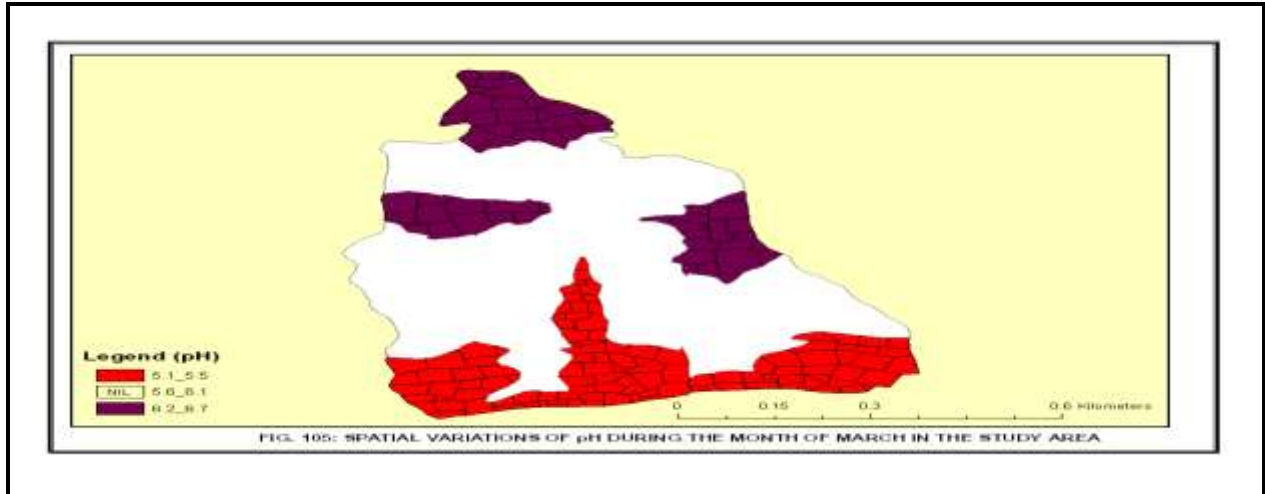 Legend (pH)
5.1_5.5
NIL 5.6_6.1
6.2_6.7
0 0.15 0.3 0.6 Kilometers
FIG. 105: SPATIAL VARIATIONS OF pH DURING THE MONTH OF MARCH IN THE STUDY AREA